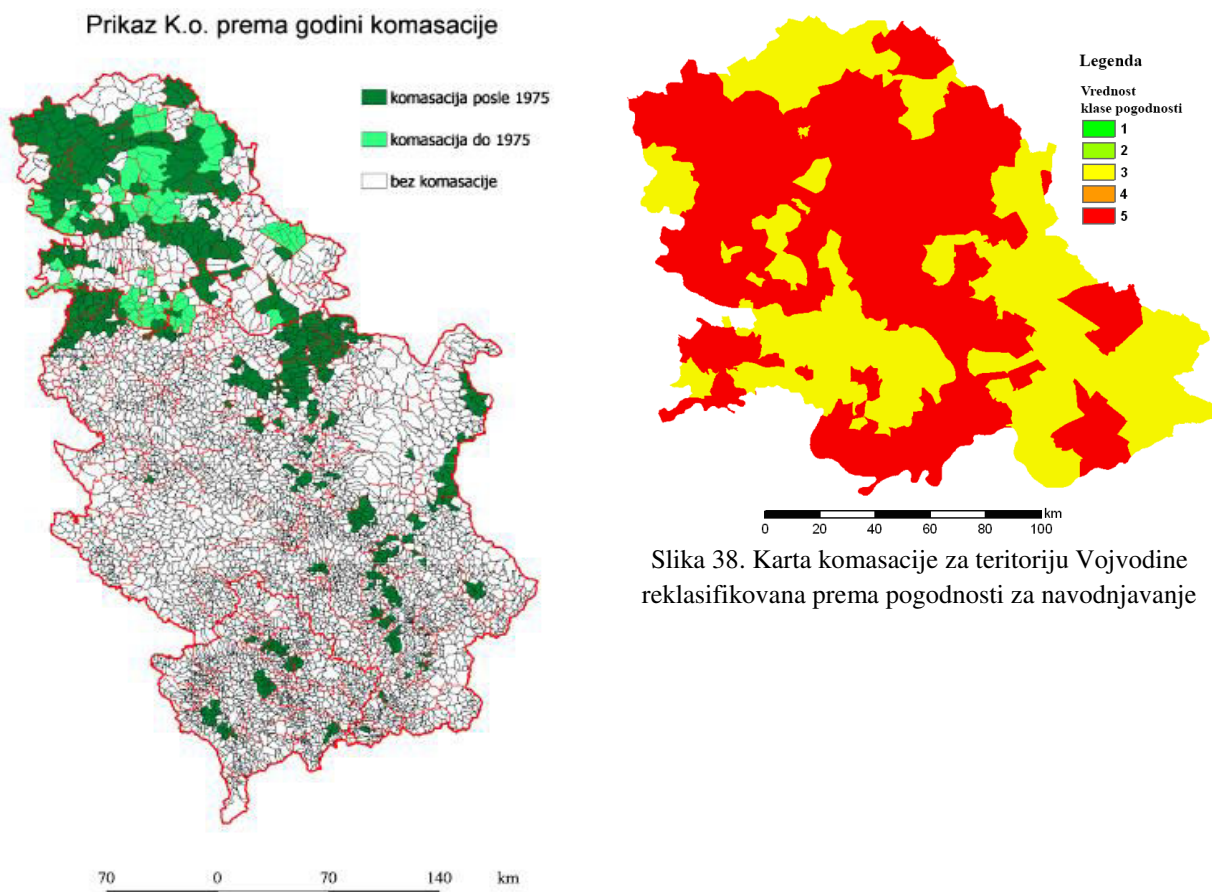 Prikaz K.o. prema godini komasacije
komasacija posle 1975
komasacija do 1975
bez komasacije
70 0 70 140 km
Legenda
Vrednost
klase pogodnosti
1
2
3
4
5
km
0 20 40 60 80 100
Slika 38. Karta komasacije za teritoriju Vojvodine
reklasifikovana prema pogodnosti za navodnjavanje